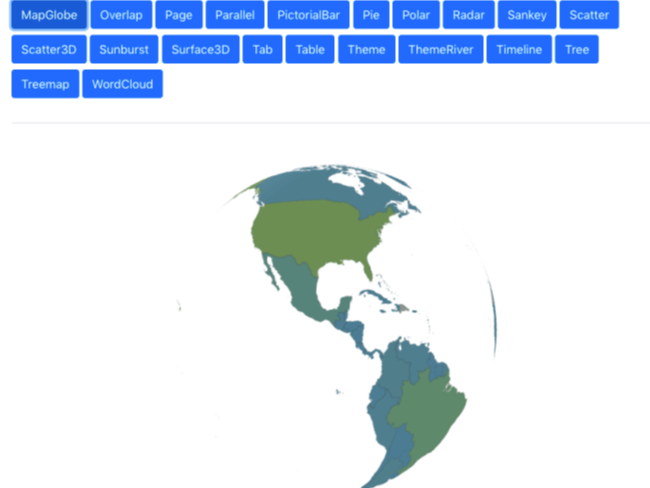 MapGlobe Overlap Page Parallel PictorialBar Pie Polar Radar Sankey Scatter
Scatter3D Sunburst Surface3D Tab Table Theme ThemeRiver Timeline Tree
Treemap WordCloud